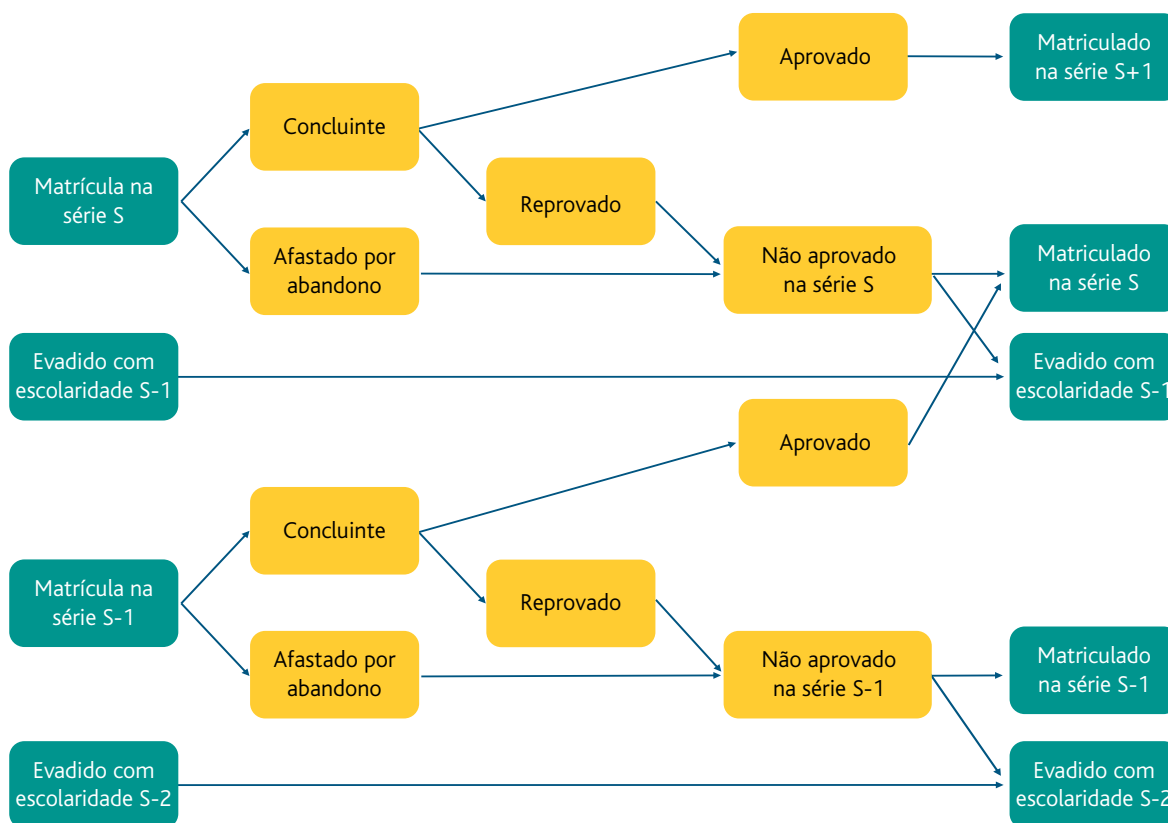 Aprovado
Matriculado
na série S+1
Concluinte
Matrícula na
série S
Reprovado
Afastado por
abandono
Não aprovado
na série S
Matriculado
na série S
Evadido com
escolaridade S-1
Evadido com
escolaridade S-1
Aprovado
Concluinte
Matrícula na
série S-1
Reprovado
Afastado por
abandono
Não aprovado
na série S-1
Matriculado
na série S-1
Evadido com
escolaridade S-2
Evadido com
escolaridade S-2